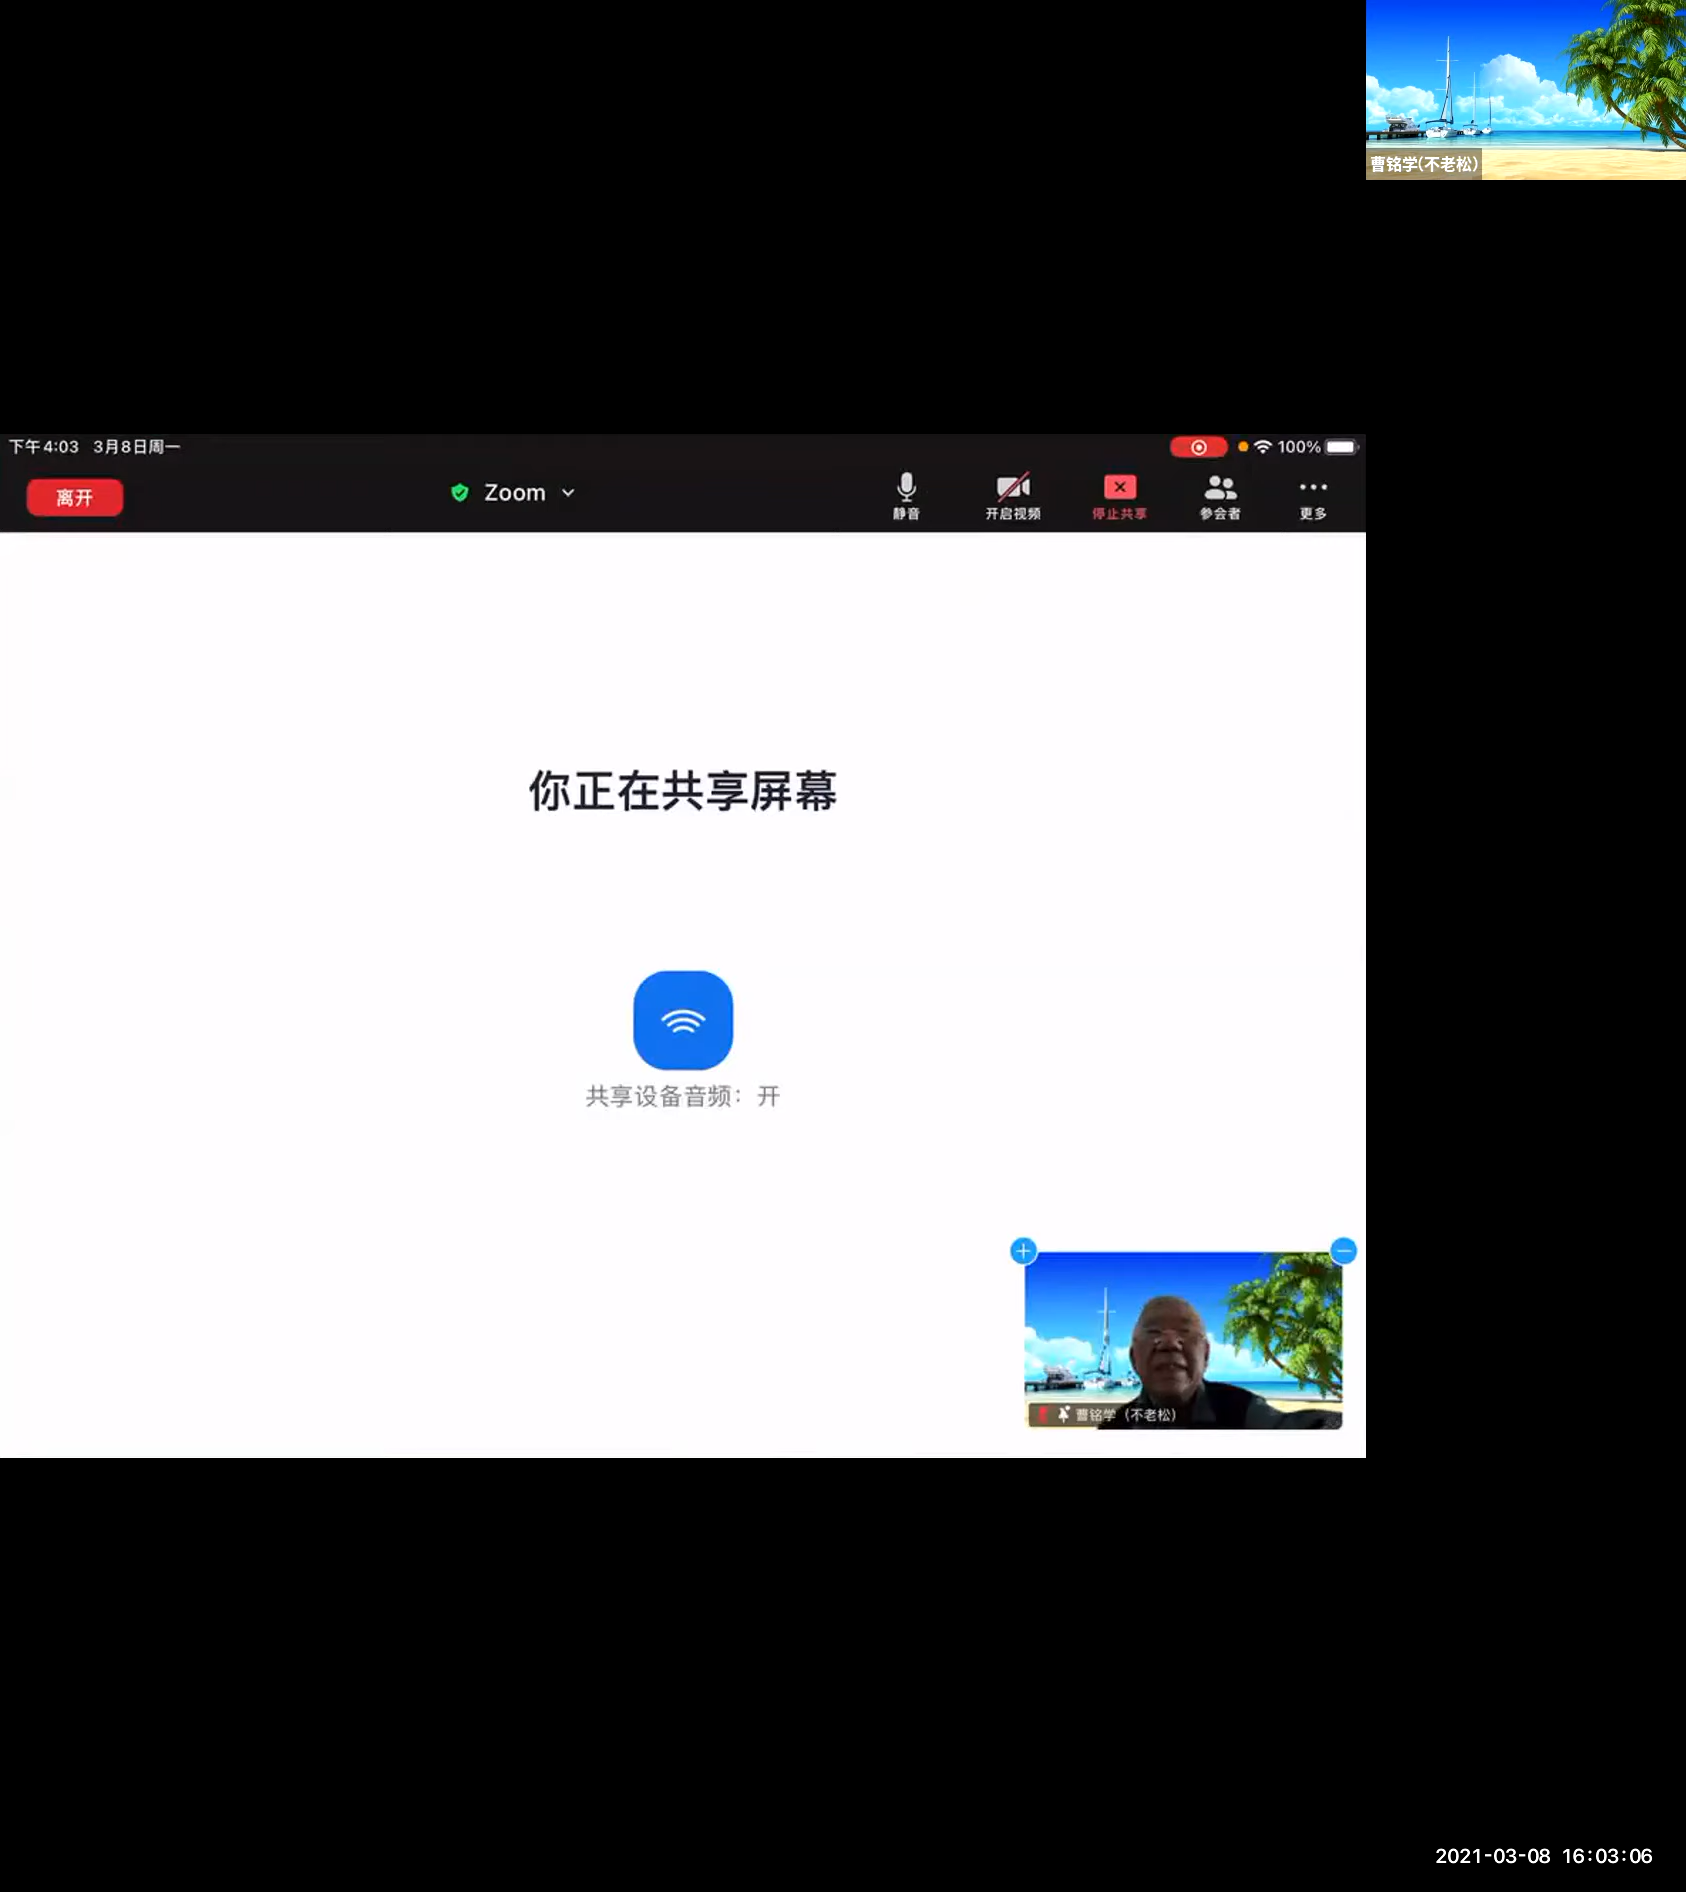 曹铭学(不老松)
下午4:03 3月8日周一
100%
离开
Zoom
静音
开启视频
停止共享
参会者
更多
你正在共享屏幕
共享设备音频：开
曹铭学（不老松）
2021-03-08 16:03:06